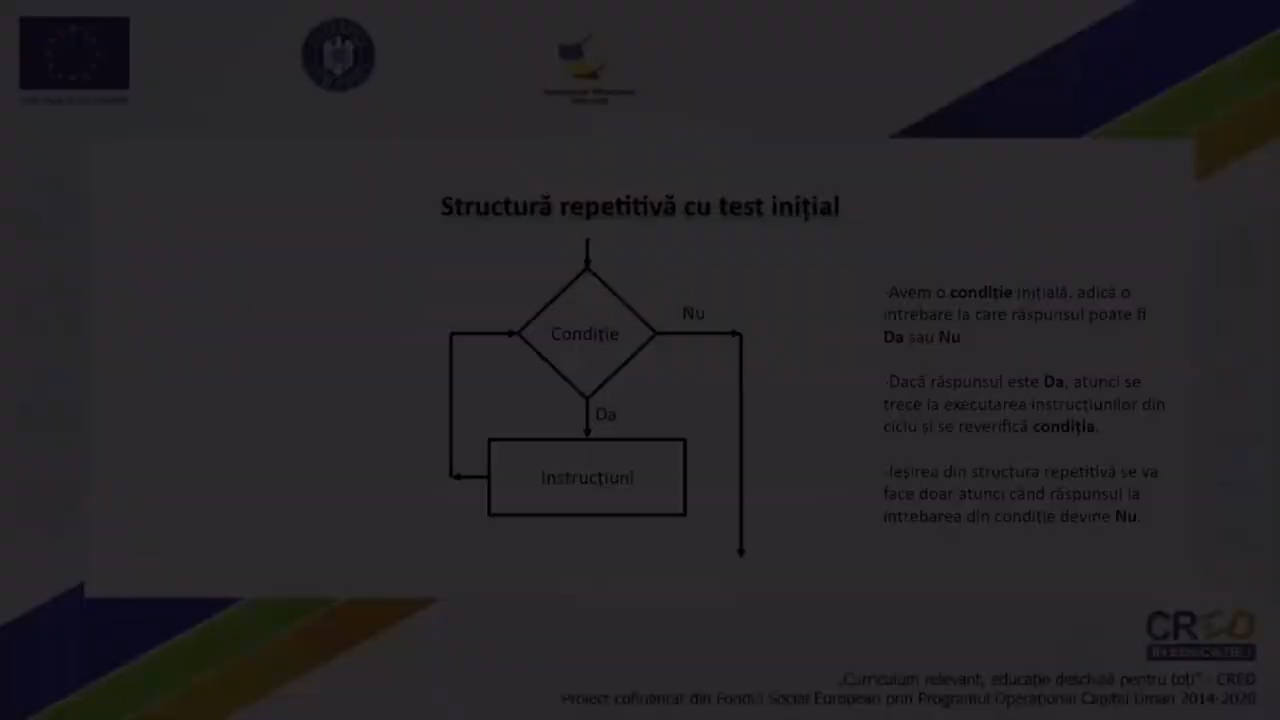 Structură repetitivă cu test inițial
Condiție
Nu
Da
Instrucțiuni
-Avem o condiție inițială, adică o
întrebare la care răspunsul poate fi
Da sau Nu
-Dacă răspunsul este Da, atunci se
trece la executarea instrucțiunilor din
ciclu și se reverifică condiția.
-Ieșirea din structura repetitivă se va
face doar atunci când răspunsul la
întrebarea din condiție devine Nu.
CRED
ÎN EDUCAȚIE!
„Curriculum relevant, educație deschisă pentru toți” - CRED
Proiect cofinanțat din Fondul Social European prin Programul Operațional Capital Uman 2014-2020